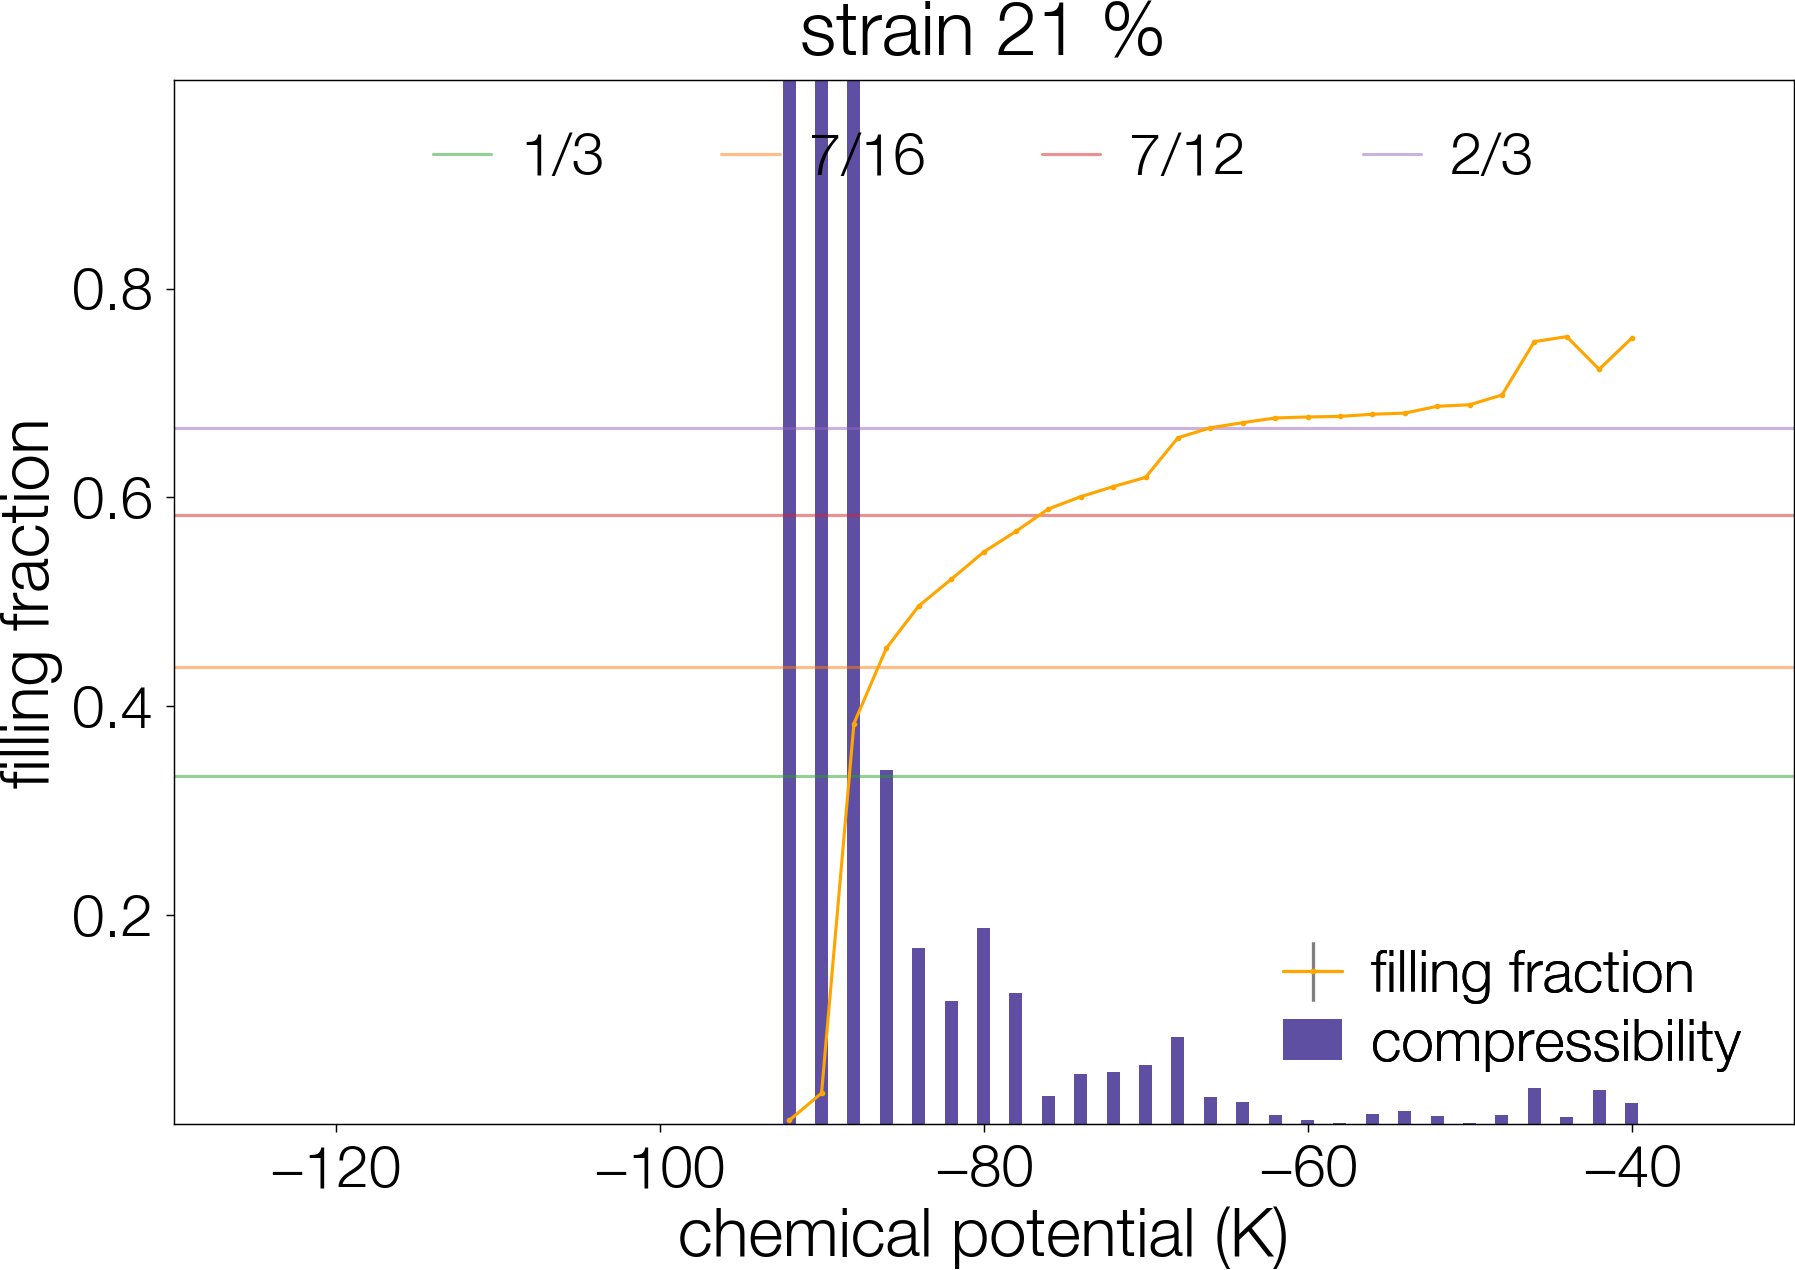 strain 21 %
1/3 7/16 7/12 2/3
0.8
0.6
0.4
0.2
filling fraction
filling fraction
compressibility
–120 –100 –80 –60 –40
chemical potential (K)